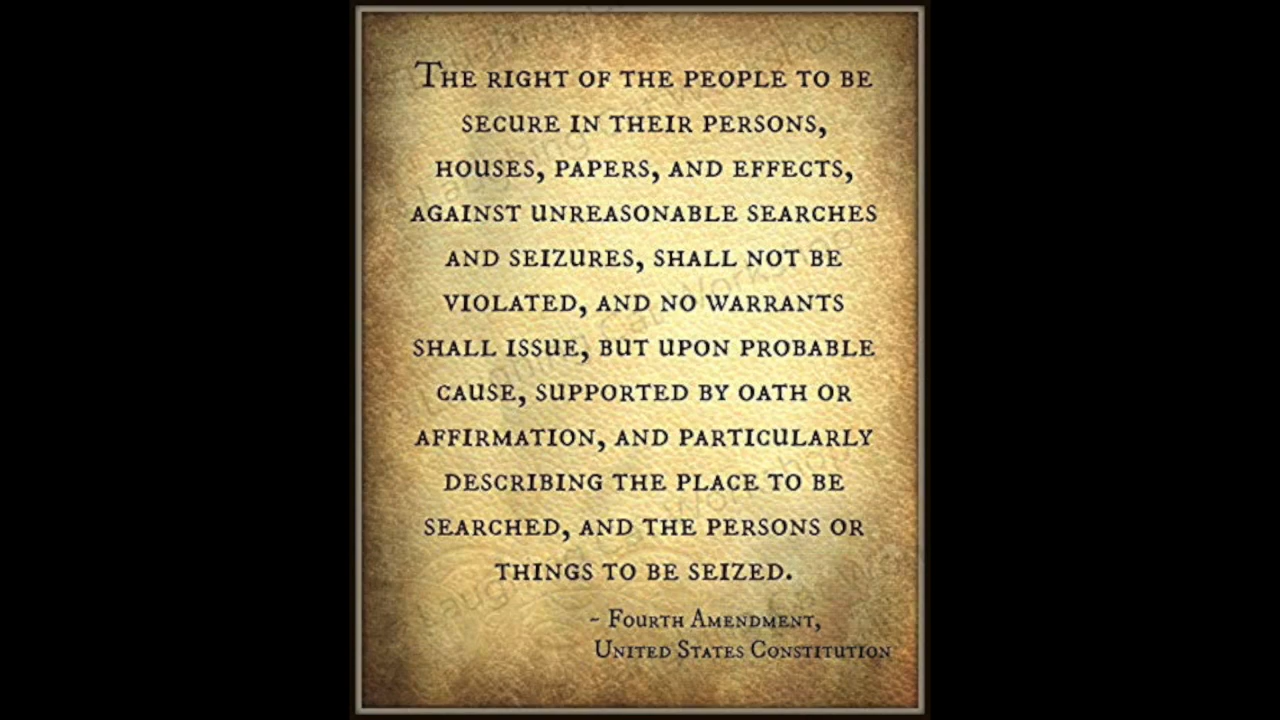 The right of the people to be
secure in their persons,
houses, papers, and effects,
against unreasonable searches
and seizures, shall not be
violated, and no warrants
shall issue, but upon probable
cause, supported by oath or
affirmation, and particularly
describing the place to be
searched, and the persons or
things to be seized.
~ Fourth Amendment,
United States Constitution